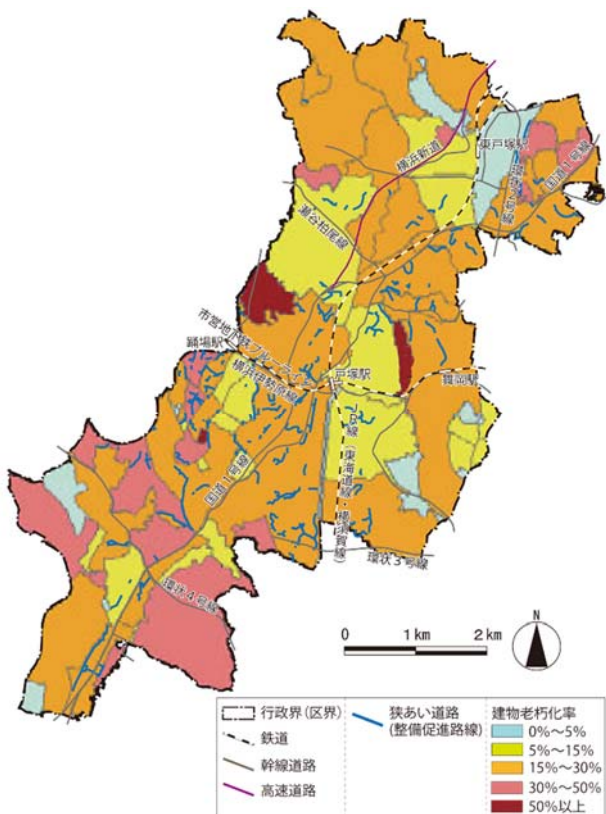 東戸塚駅
横浜新道
国道1号線
環状2号線
瀬谷柏尾線
市営地下鉄ブルーライン
踊場駅
横浜伊勢原線
戸塚駅
舞岡駅
JR線（東海道線・横須賀線）
国道1号線
環状3号線
環状4号線
N
0 1km 2km
行政界（区界）
鉄道
幹線道路
高速道路
狭あい道路
（整備促進路線）
建物老朽化率
0%～5%
5%～15%
15%～30%
30%～50%
50%以上